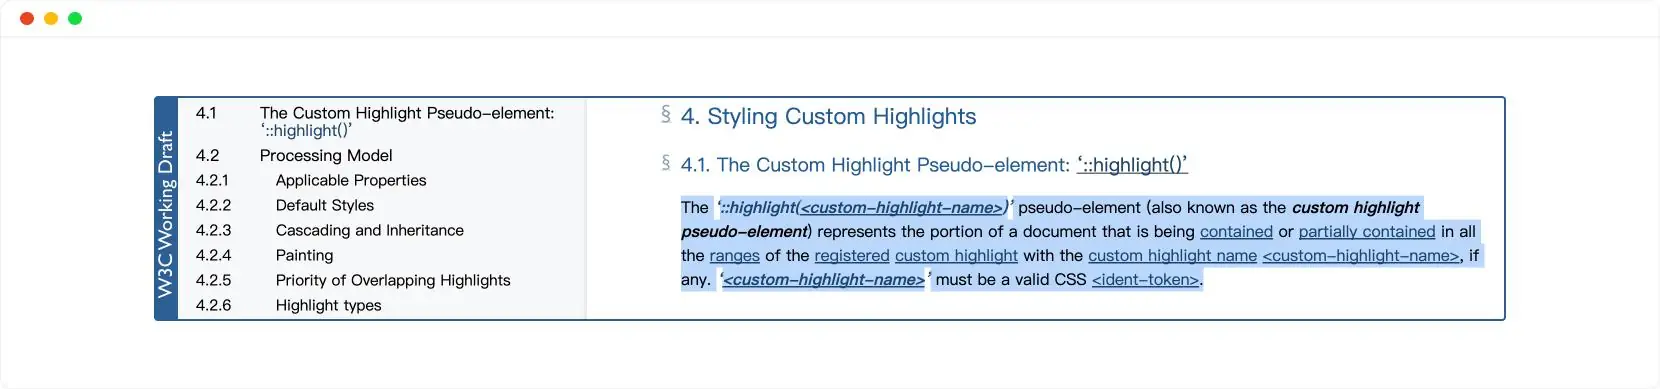 W3C Working Draft
4.1 The Custom Highlight Pseudo-element:
‘::highlight()’
4.2 Processing Model
4.2.1 Applicable Properties
4.2.2 Default Styles
4.2.3 Cascading and Inheritance
4.2.4 Painting
4.2.5 Priority of Overlapping Highlights
4.2.6 Highlight types
§ 4. Styling Custom Highlights
§ 4.1. The Custom Highlight Pseudo-element: ‘::highlight()’
The ‘::highlight(<custom-highlight-name>)’ pseudo-element (also known as the custom highlight
pseudo-element) represents the portion of a document that is being contained or partially contained in all
the ranges of the registered custom highlight with the custom highlight name <custom-highlight-name>, if
any. ‘<custom-highlight-name>’ must be a valid CSS <ident-token>.